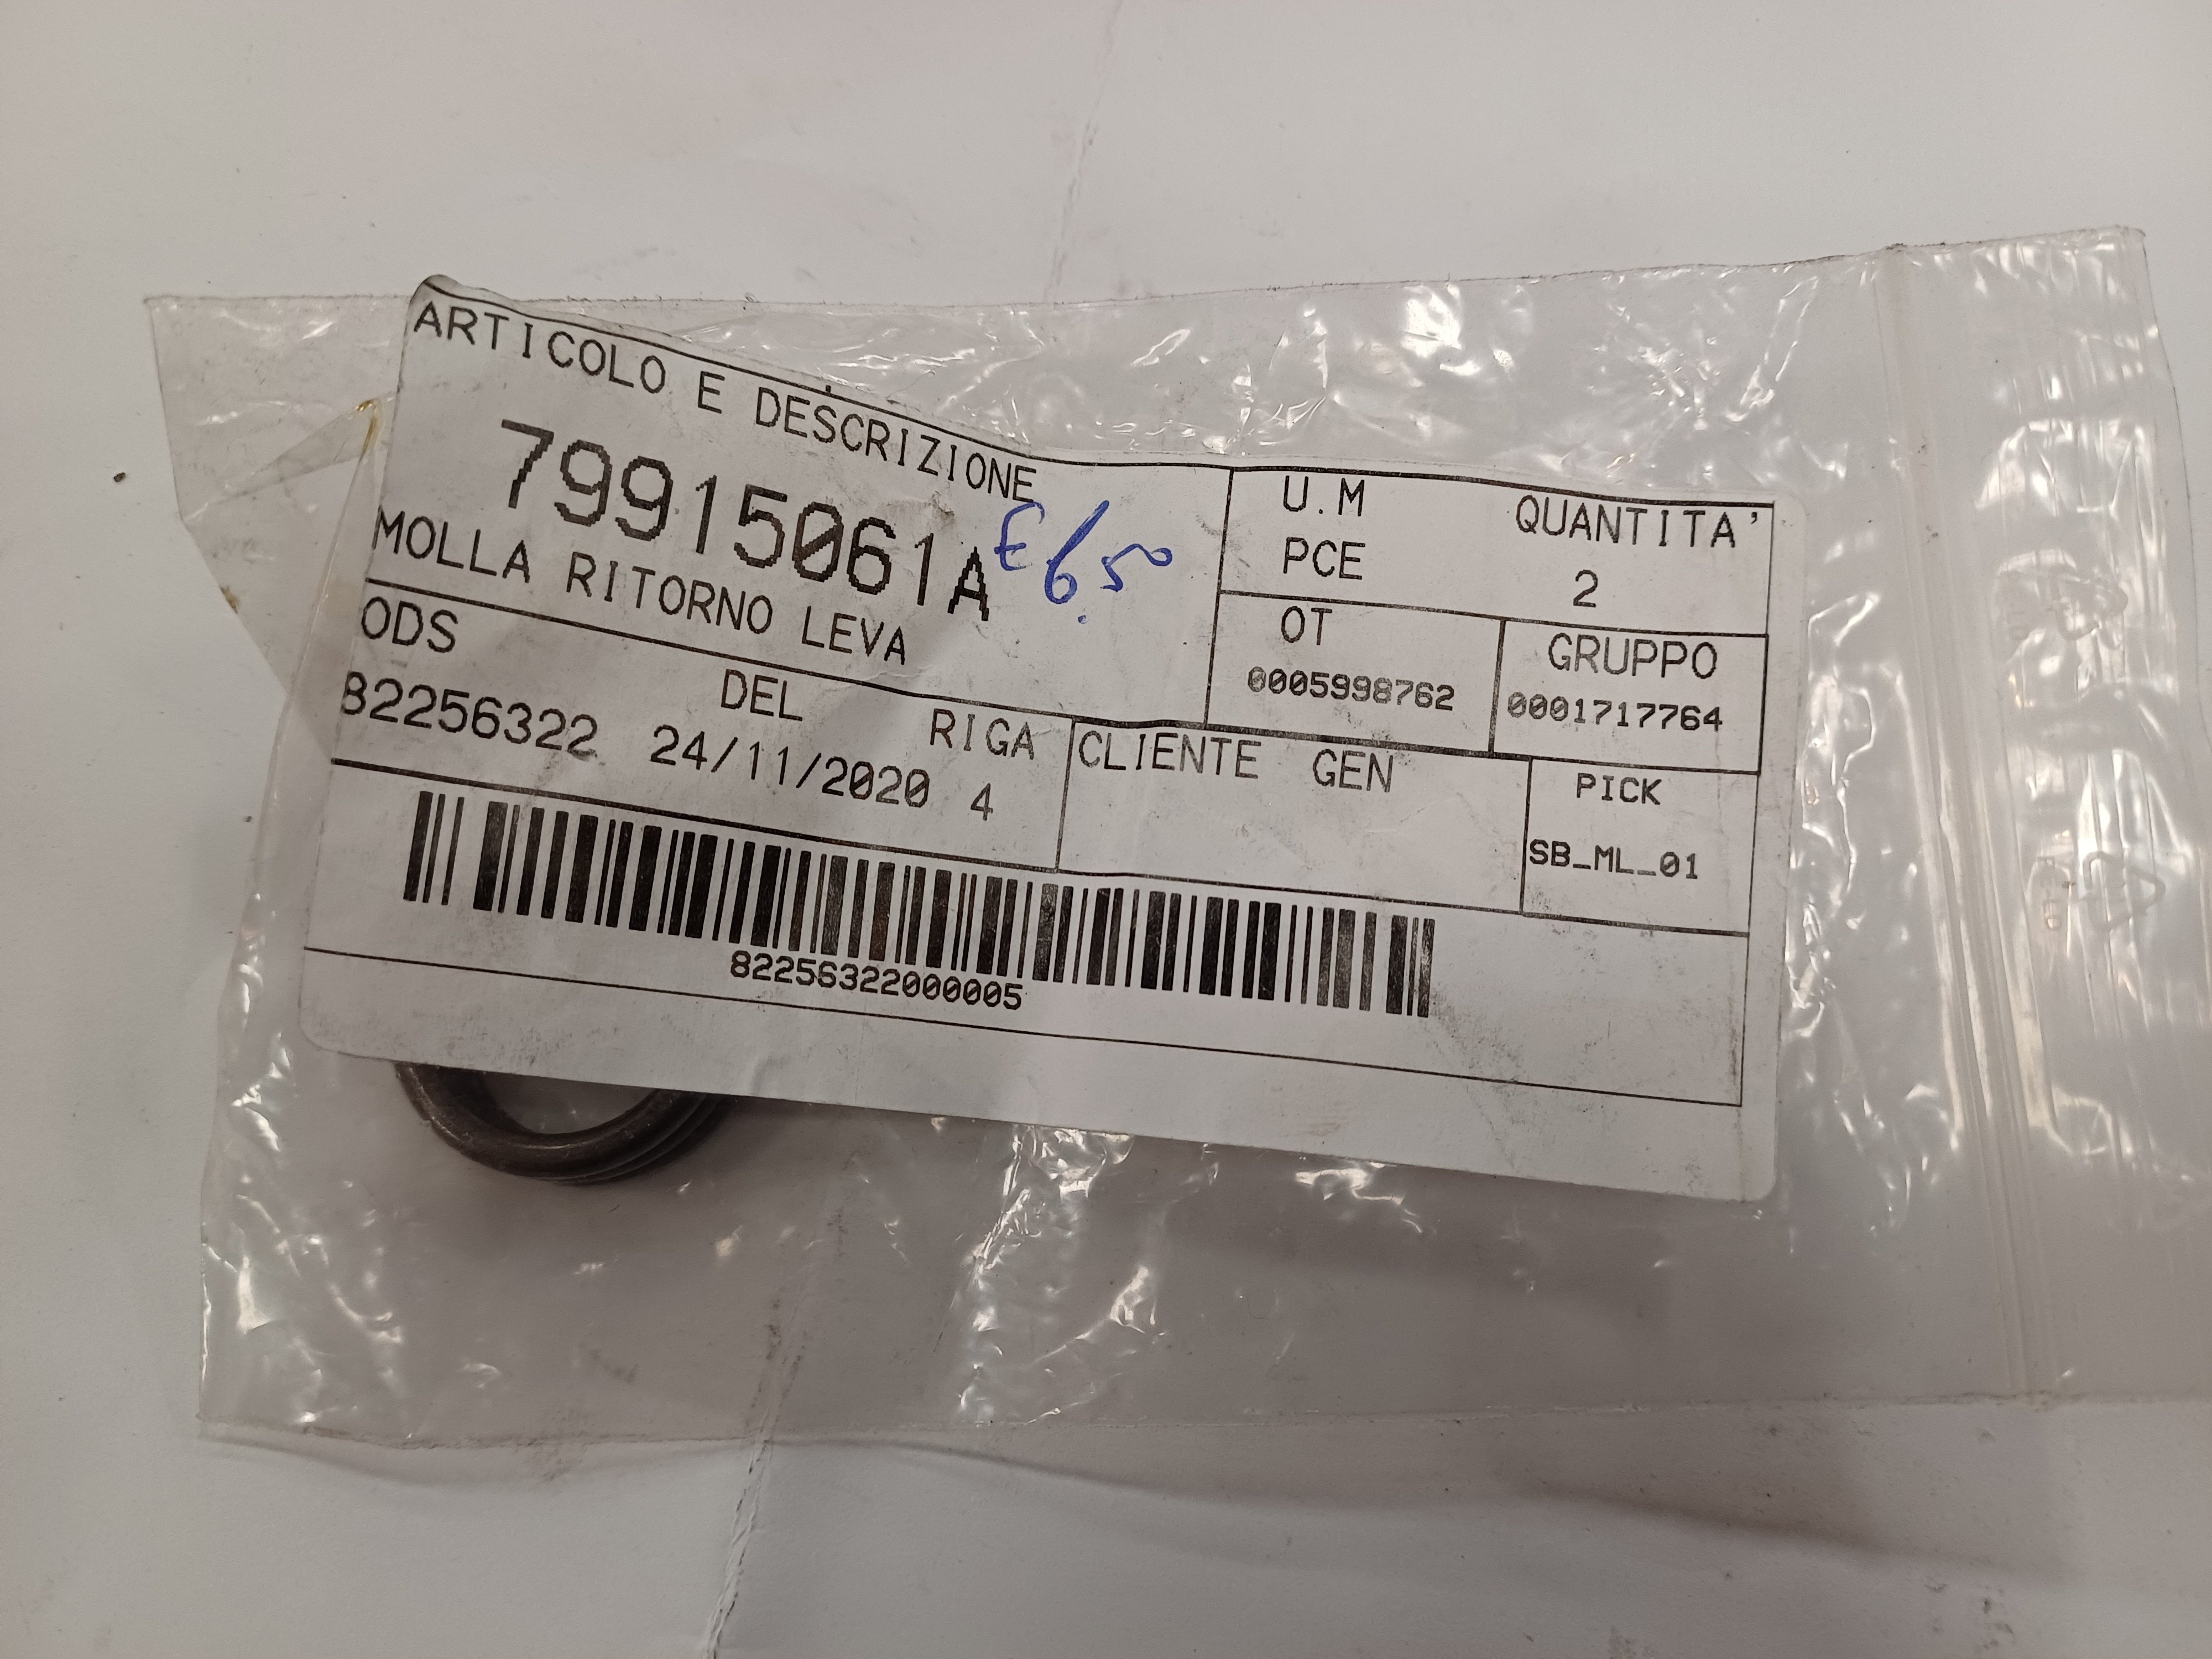 ARTICOLO E DESCRIZIONE
79915061A
€ 6.50
MOLLA RITORNO LEVA
U.M QUANTITA'
PCE 2
OT GRUPPO
0005998762 0001717764
ODS DEL RIGA
82256322 24/11/2020 4
CLIENTE GEN
PICK
SB_ML_01
82256322000005